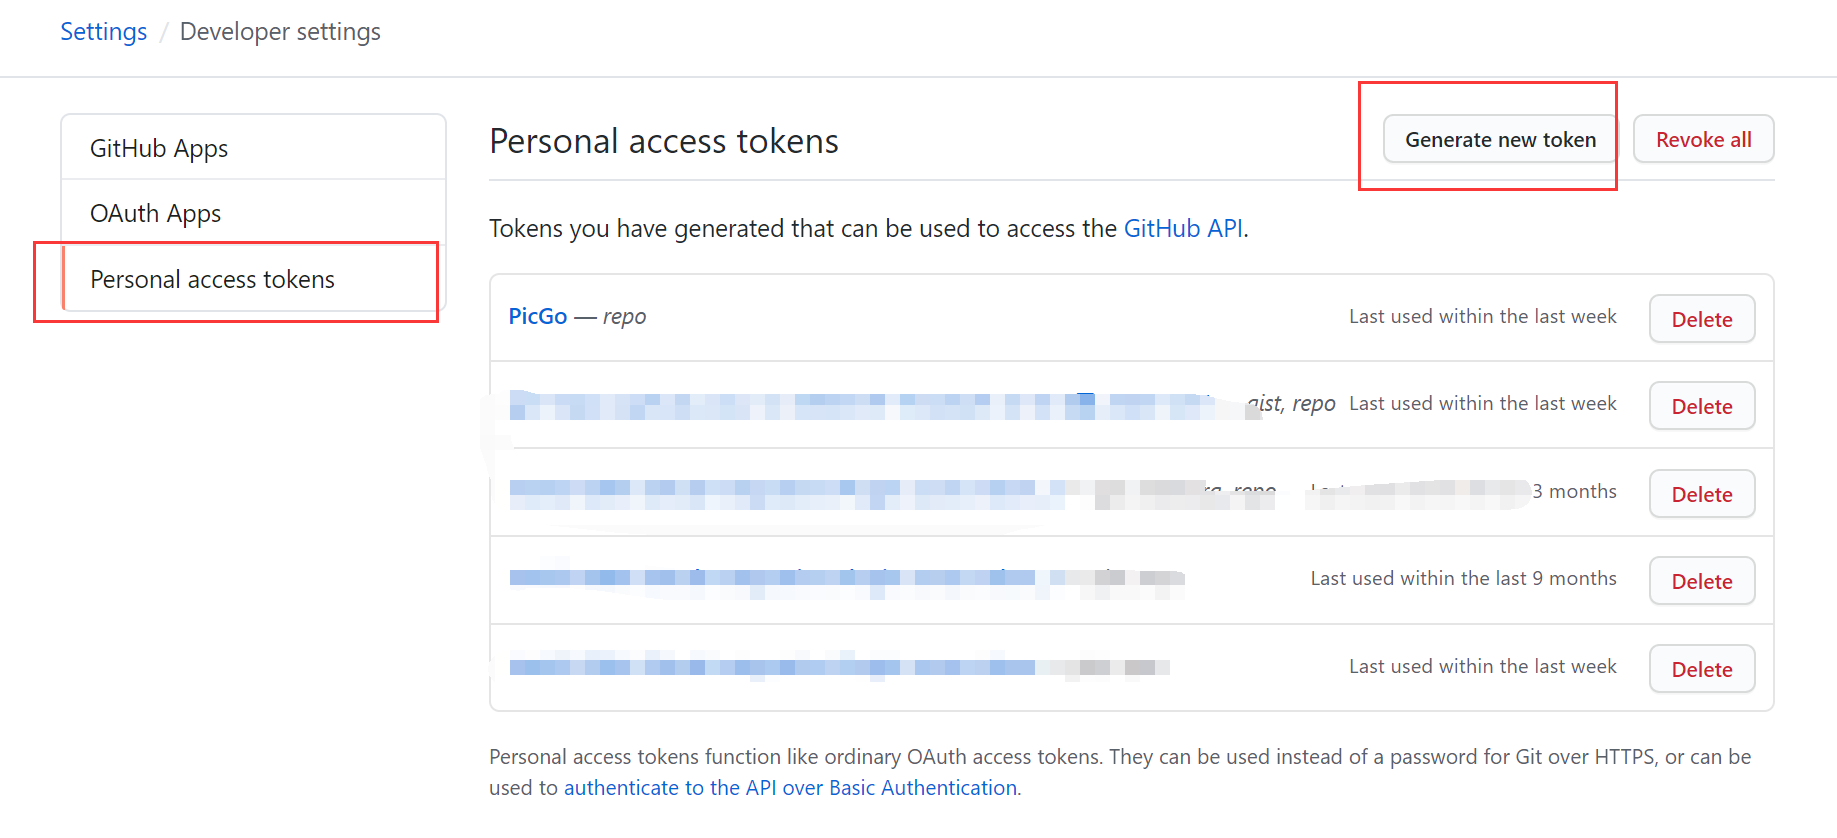 Settings / Developer settings
GitHub Apps
OAuth Apps
Personal access tokens
Personal access tokens
Generate new token
Revoke all
Tokens you have generated that can be used to access the GitHub API.
PicGo — repo Last used within the last week Delete
gist, repo Last used within the last week Delete
repo 3 months Delete
Last used within the last 9 months Delete
Last used within the last week Delete
Personal access tokens function like ordinary OAuth access tokens. They can be used instead of a password for Git over HTTPS, or can be
used to authenticate to the API over Basic Authentication.